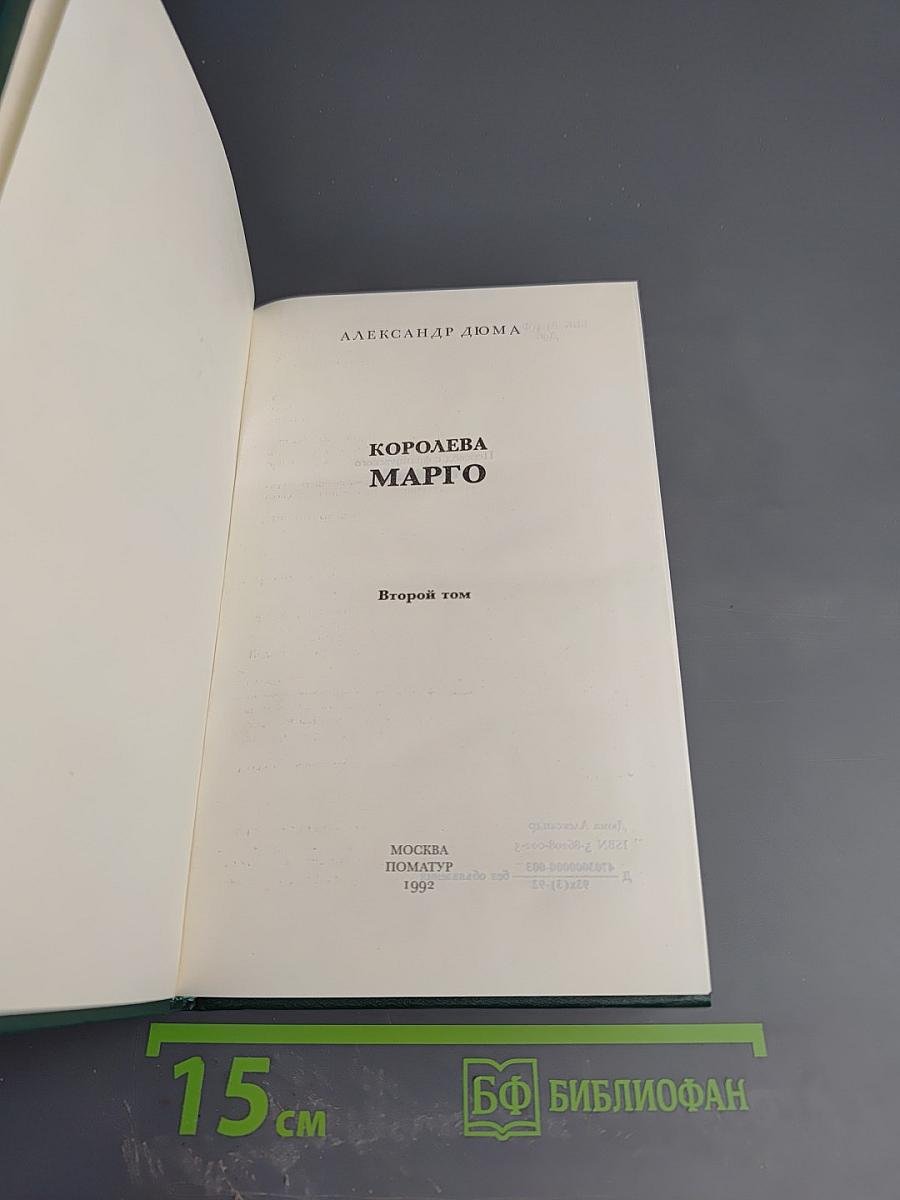 АЛЕКСАНДР ДЮМА
КОРОЛЕВА
МАРГО
Второй том
МОСКВА
ПОМАТУР
1992
15 см
БФ БИБЛИОФАН